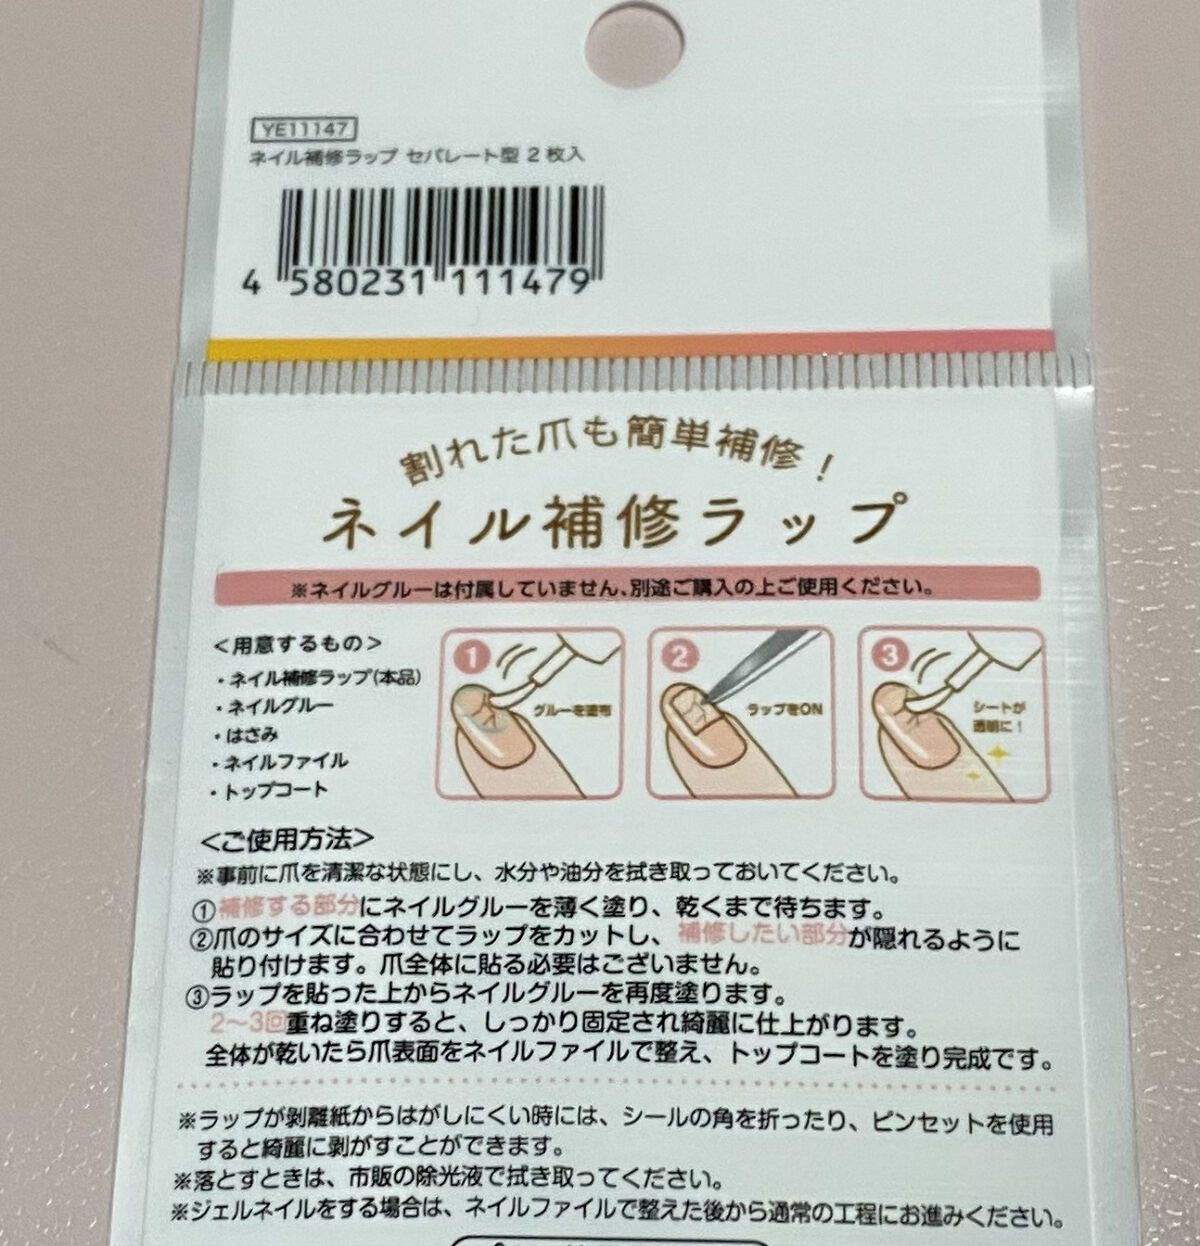 YE11147
ネイル補修ラップ セパレート型 2枚入
4 580231 111479
割れた爪も簡単補修！
ネイル補修ラップ
※ネイルグルーは付属していません、別途ご購入の上ご使用ください。
＜用意するもの＞
・ネイル補修ラップ(本品)
・ネイルグルー
・はさみ
・ネイルファイル
・トップコート
1
グルーを塗布
2
ラップをON
3
シートが
透明に！
＜ご使用方法＞
※事前に爪を清潔な状態にし、水分や油分を拭き取っておいてください。
①補修する部分にネイルグルーを薄く塗り、乾くまで待ちます。
②爪のサイズに合わせてラップをカットし、補修したい部分が隠れるように
貼り付けます。爪全体に貼る必要はございません。
③ラップを貼った上からネイルグルーを再度塗ります。
2〜3回重ね塗りすると、しっかり固定され綺麗に仕上がります。
全体が乾いたら爪表面をネイルファイルで整え、トップコートを塗り完成です。
※ラップが剥離紙からはがしにくい時には、シールの角を折ったり、ピンセットを使用
すると綺麗に剥がすことができます。
※落とすときは、市販の除光液で拭き取ってください。
※ジェルネイルをする場合は、ネイルファイルで整えた後から通常の工程にお進みください。